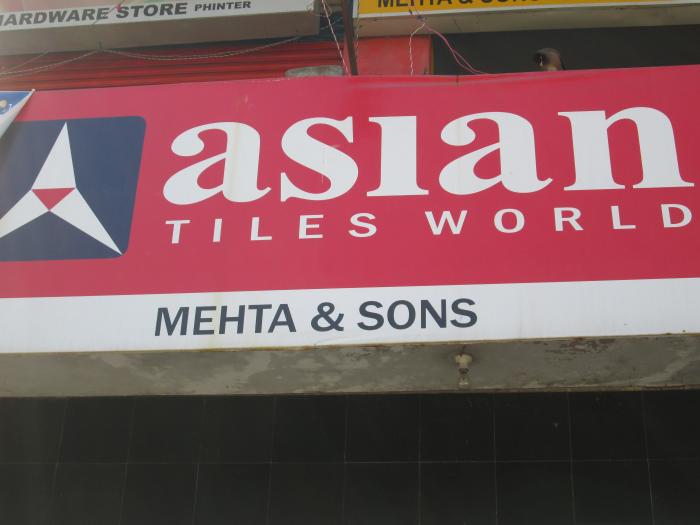 HARDWARE STORE PHINTER
MEHTA & SONS
asian
TILES WORLD
MEHTA & SONS